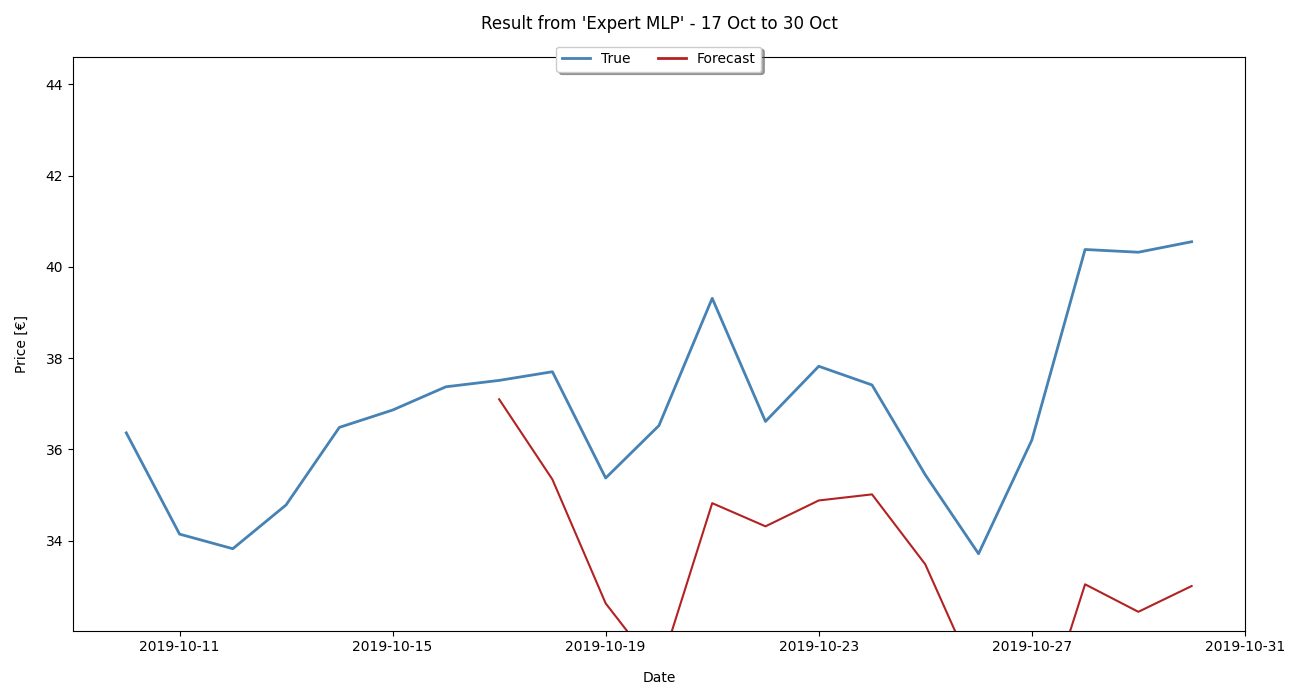 Result from 'Expert MLP' - 17 Oct to 30 Oct
True Forecast
44
42
40
38
36
34
Price [€]
2019-10-11 2019-10-15 2019-10-19 2019-10-23 2019-10-27 2019-10-31
Date